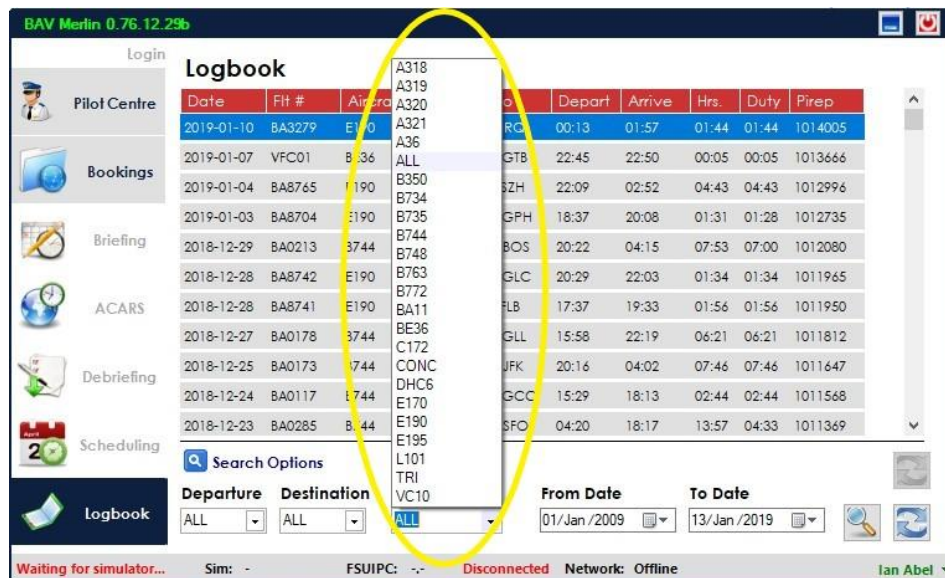 BAV Merlin 0.76.12.29b
Login
Pilot Centre
Bookings
Briefing
ACARS
Debriefing
April
2
Scheduling
Logbook
Logbook
Date Flt # Depart Arrive Hrs. Duty Pirep
2019-01-10 BA3279 00:13 01:57 01:44 01:44 1014005
2019-01-07 VFC01 GTB 22:45 22:50 00:05 00:05 1013666
2019-01-04 BA8765 22:09 02:52 04:43 04:43 1012996
2019-01-03 BA8704 E190 GPH 18:37 20:08 01:31 01:28 1012735
2018-12-29 BA0213 B744 BOS 20:22 04:15 07:53 07:00 1012080
2018-12-28 BA8742 E190 GLC 20:29 22:03 01:34 01:34 1011965
2018-12-28 BA8741 E190 17:37 19:33 01:56 01:56 1011950
2018-12-27 BA0178 B744 GLL 15:58 22:19 06:21 06:21 1011812
2018-12-25 BA0173 JFK 20:16 04:02 07:46 07:46 1011647
2018-12-24 BA0117 GCC 15:29 18:13 02:44 02:44 1011568
2018-12-23 BA0285 SFO 04:20 18:17 13:57 04:33 1011369
A318
A319
A320
A321
A36
ALL
B350
B734
B735
B744
B748
B763
B772
BA11
BE36
C172
CONC
DHC6
E170
E190
E195
L101
TRI
VC10
Search Options
Departure Destination From Date To Date
ALL ALL ALL 01/Jan /2009 13/Jan /2019
Waiting for simulator... Sim: - FSUIPC: -.- Disconnected Network: Offline Ian Abel